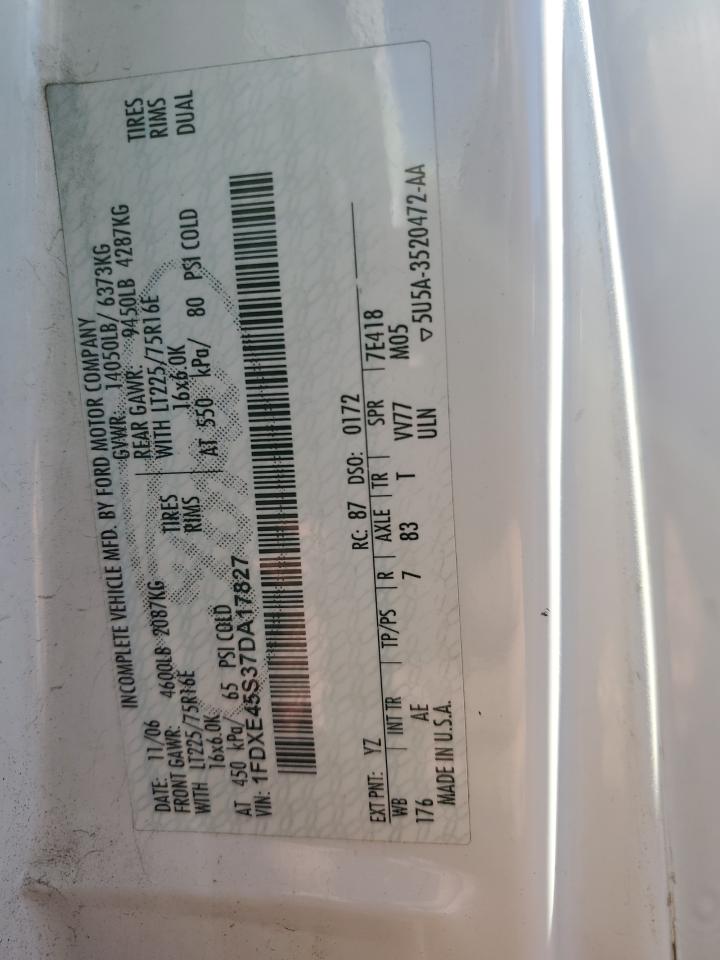 INCOMPLETE VEHICLE MFD. BY FORD MOTOR COMPANY
DATE: 11/06 GVWR: 14050LB/ 6373KG
FRONT GAWR: 4600LB 2087KG REAR GAWR: 9450LB 4287KG
WITH LT225/75R16E TIRES WITH LT225/75R16E TIRES
16x6.0K RIMS 16x6.0K RIMS
AT 450 kPa/ 65 PSI COLD AT 550 kPa/ 80 PSI COLD DUAL
VIN: 1FDXE45S37DA17827
EXT PNT: YZ RC: 87 DSO: 0172
WB INT TR TP/PS R AXLE TR SPR 7E418
176 AE 7 83 T VV77 M05
MADE IN U.S.A. ULN ▽5U5A-3520472-AA